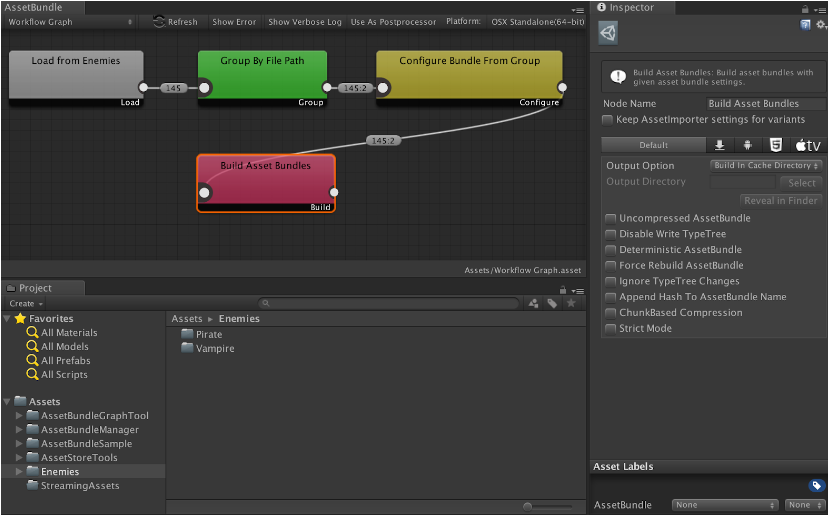 AssetBundle
Workflow Graph
Refresh
Show Error
Show Verbose Log
Use As Postprocessor
Platform:
OSX Standalone(64-bit)
Load from Enemies
Load
145
Group By File Path
Group
145:2
Configure Bundle From Group
Configure
145:2
Build Asset Bundles
Build
Assets/Workflow Graph.asset
Project
Create
Favorites
All Materials
All Models
All Prefabs
All Scripts
Assets
AssetBundleGraphTool
AssetBundleManager
AssetBundleSample
AssetStoreTools
Enemies
StreamingAssets
Assets ▸ Enemies
Pirate
Vampire
Inspector
Build Asset Bundles: Build asset bundles with
given asset bundle settings.
Node Name
Build Asset Bundles
Keep AssetImporter settings for variants
Default
5
tv
Output Option
Build In Cache Directory
Output Directory
Select
Reveal in Finder
Uncompressed AssetBundle
Disable Write TypeTree
Deterministic AssetBundle
Force Rebuild AssetBundle
Ignore TypeTree Changes
Append Hash To AssetBundle Name
ChunkBased Compression
Strict Mode
Asset Labels
AssetBundle
None
None